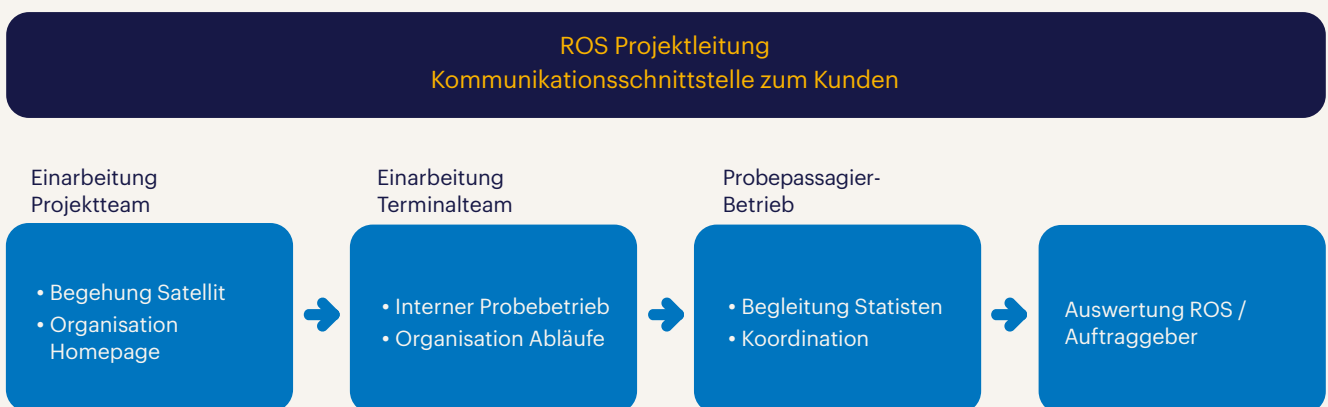 ROS Projektleitung
Kommunikationsschnittstelle zum Kunden
Einarbeitung
Projektteam
• Begehung Satellit
• Organisation
Homepage
Einarbeitung
Terminalteam
• Interner Probebetrieb
• Organisation Abläufe
Probepassagier-
Betrieb
• Begleitung Statisten
• Koordination
Auswertung ROS /
Auftraggeber